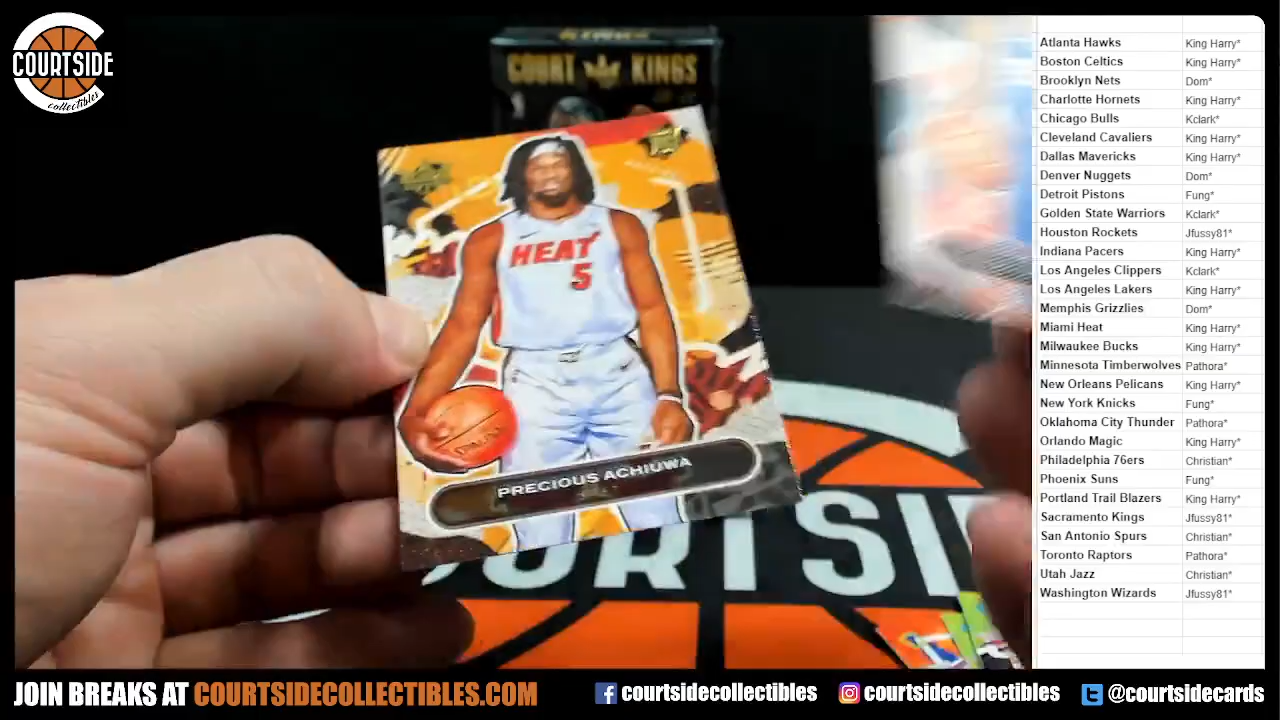 COURTSIDE
collectibles
COURT KINGS
HEAT
5
PRECIOUS ACHIUWA
COURTSI
Atlanta Hawks King Harry*
Boston Celtics King Harry*
Brooklyn Nets Dom*
Charlotte Hornets King Harry*
Chicago Bulls Kclark*
Cleveland Cavaliers King Harry*
Dallas Mavericks King Harry*
Denver Nuggets Dom*
Detroit Pistons Fung*
Golden State Warriors Kclark*
Houston Rockets Jfussy81*
Indiana Pacers King Harry*
Los Angeles Clippers Kclark*
Los Angeles Lakers King Harry*
Memphis Grizzlies Dom*
Miami Heat King Harry*
Milwaukee Bucks King Harry*
Minnesota Timberwolves Pathora*
New Orleans Pelicans King Harry*
New York Knicks Fung*
Oklahoma City Thunder Pathora*
Orlando Magic King Harry*
Philadelphia 76ers Christian*
Phoenix Suns Fung*
Portland Trail Blazers King Harry*
Sacramento Kings Jfussy81*
San Antonio Spurs Christian*
Toronto Raptors Pathora*
Utah Jazz Christian*
Washington Wizards Jfussy81*
JOIN BREAKS AT COURTSIDECOLLECTIBLES.COM
courtsidecollectibles
courtsidecollectibles
@courtsidecards